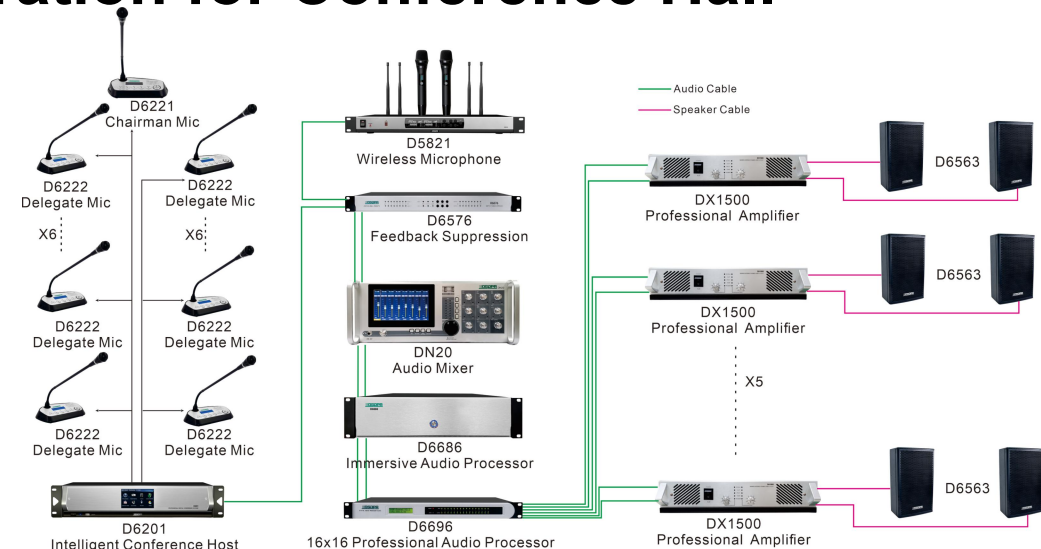 D6221
Chairman Mic
D6222
Delegate Mic
D6222
Delegate Mic
X6
X6
D6222
Delegate Mic
D6222
Delegate Mic
D6222
Delegate Mic
D6222
Delegate Mic
D6201
Intelligent Conference Host
D5821
Wireless Microphone
D6576
Feedback Suppression
DN20
Audio Mixer
D6686
Immersive Audio Processor
D6696
16x16 Professional Audio Processor
Audio Cable
Speaker Cable
DX1500
Professional Amplifier
D6563
DX1500
Professional Amplifier
D6563
X5
DX1500
Professional Amplifier
D6563